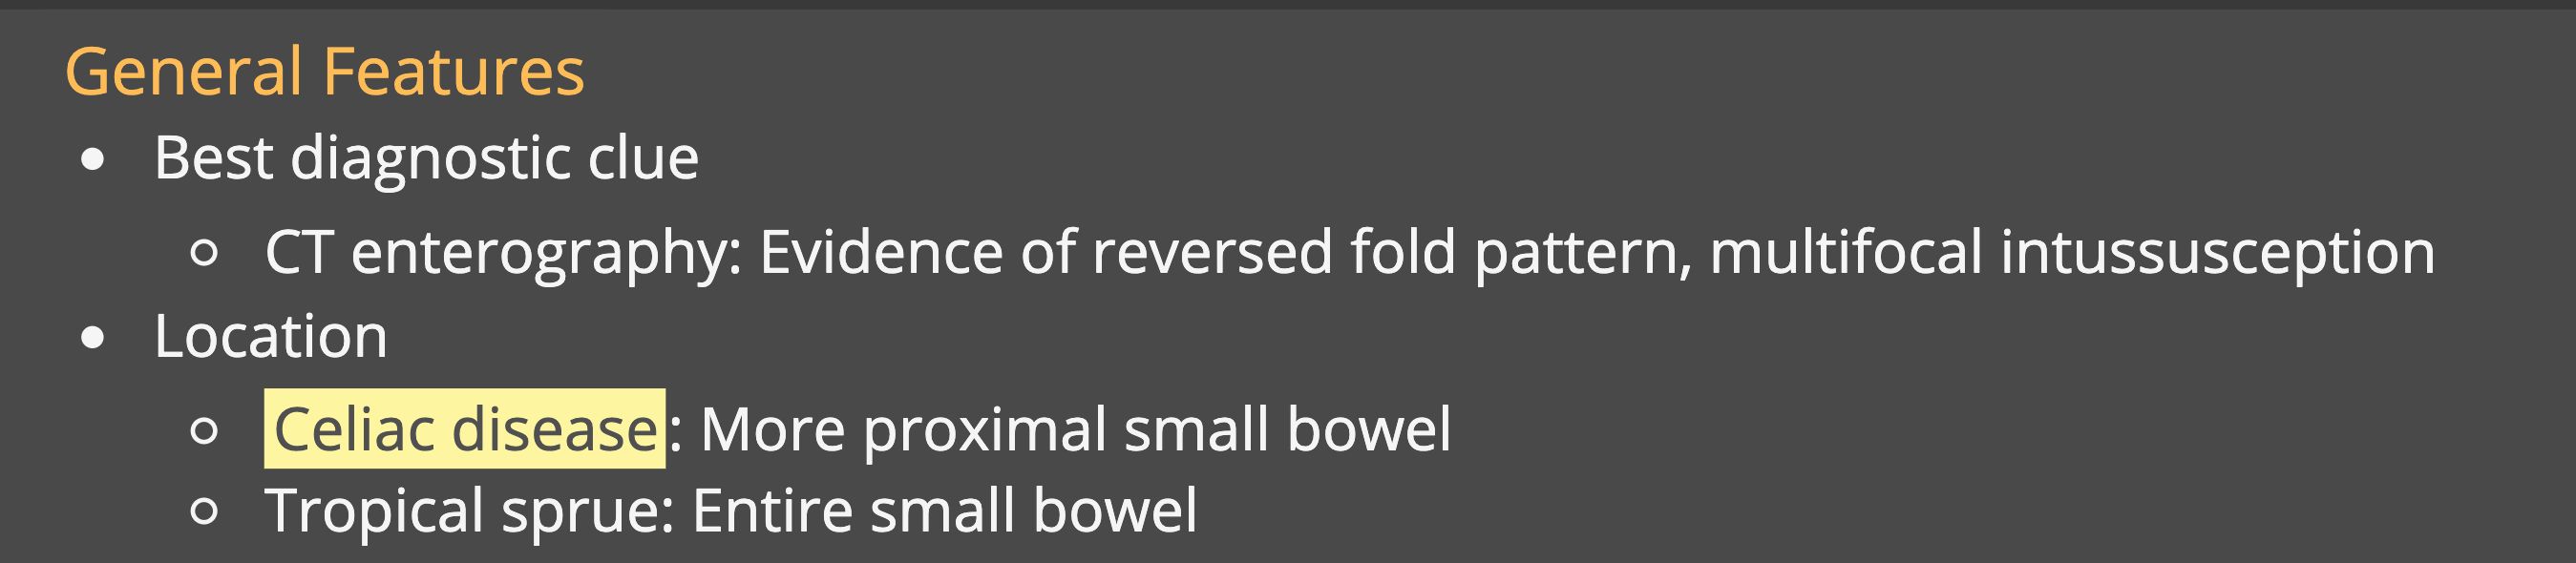 General Features
• Best diagnostic clue
○ CT enterography: Evidence of reversed fold pattern, multifocal intussusception
• Location
○ Celiac disease: More proximal small bowel
○ Tropical sprue: Entire small bowel